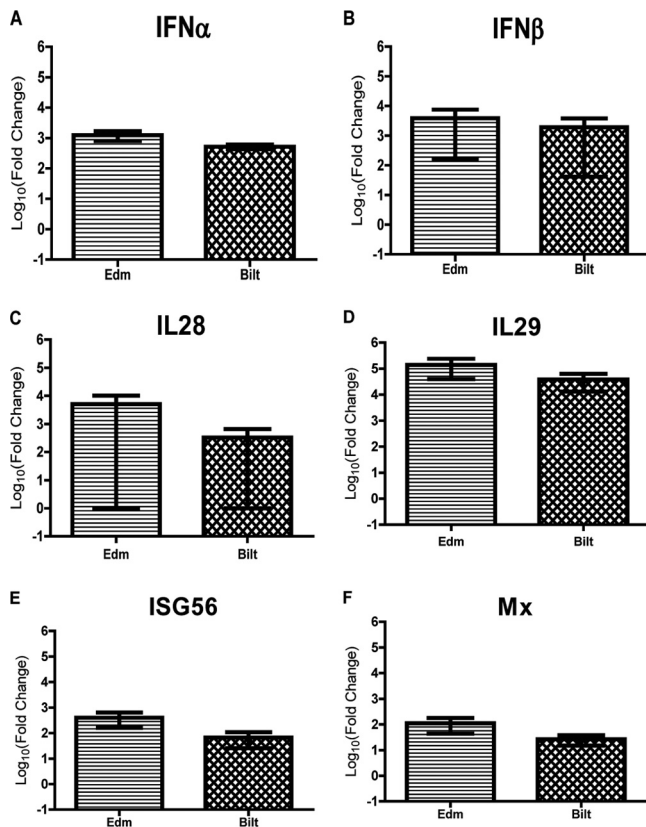 A
IFNα
Log10(Fold Change)
6
5
4
3
2
1
0
-1
Edm
Bilt
B
IFNβ
Log10(Fold Change)
6
5
4
3
2
1
0
-1
Edm
Bilt
C
IL28
Log10(Fold Change)
6
5
4
3
2
1
0
-1
Edm
Bilt
D
IL29
Log10(Fold Change)
6
5
4
3
2
1
0
-1
Edm
Bilt
E
ISG56
Log10(Fold Change)
6
5
4
3
2
1
0
-1
Edm
Bilt
F
Mx
Log10(Fold Change)
6
5
4
3
2
1
0
-1
Edm
Bilt